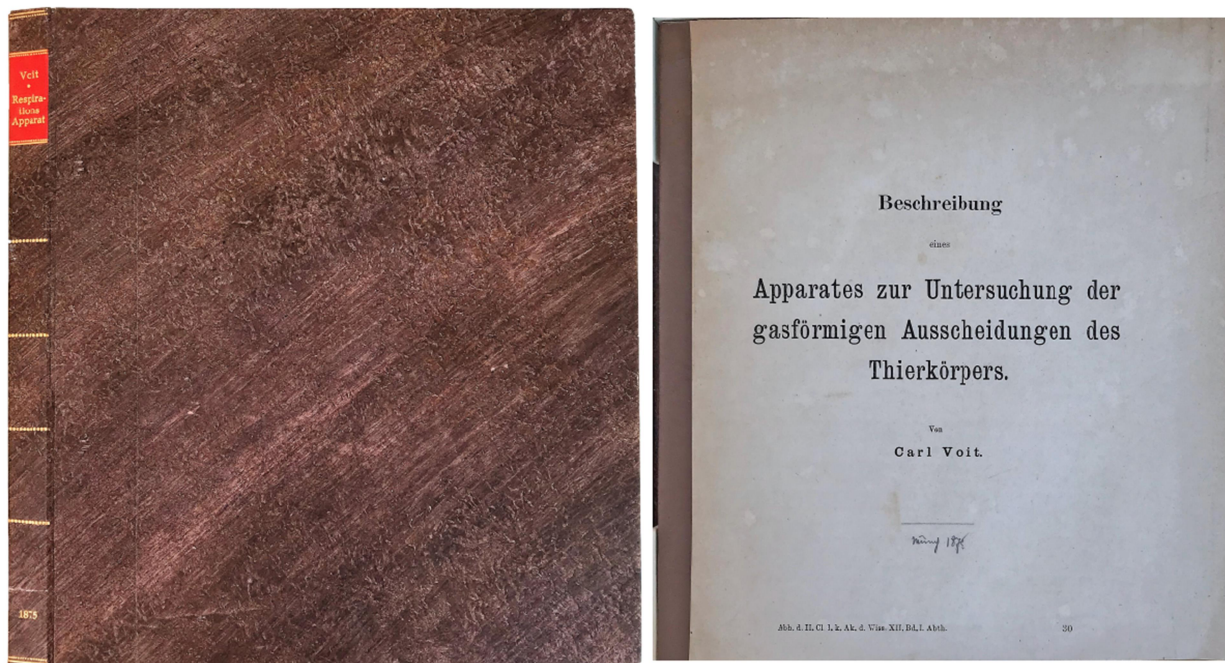 Veit
Respira-
tions
Apparat
1875
Beschreibung
eines
Apparates zur Untersuchung der
gasförmigen Ausscheidungen des
Thierkörpers.
Von
Carl Voit.
Abh. d. II. Cl. d. k. Ak. d. Wiss. XII. Bd. I. Abth. 30